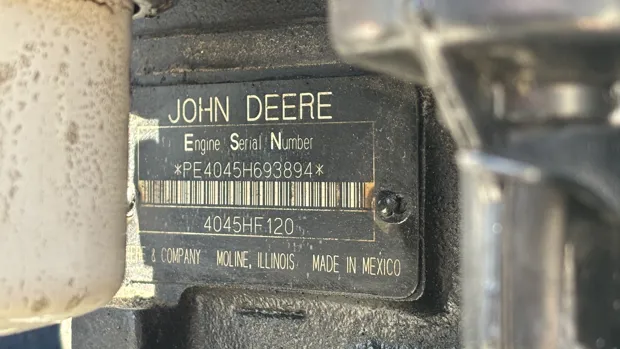 JOHN DEERE
Engine Serial Number
*PE4045H693894*
4045HF120
& COMPANY MOLINE, ILLINOIS MADE IN MEXICO